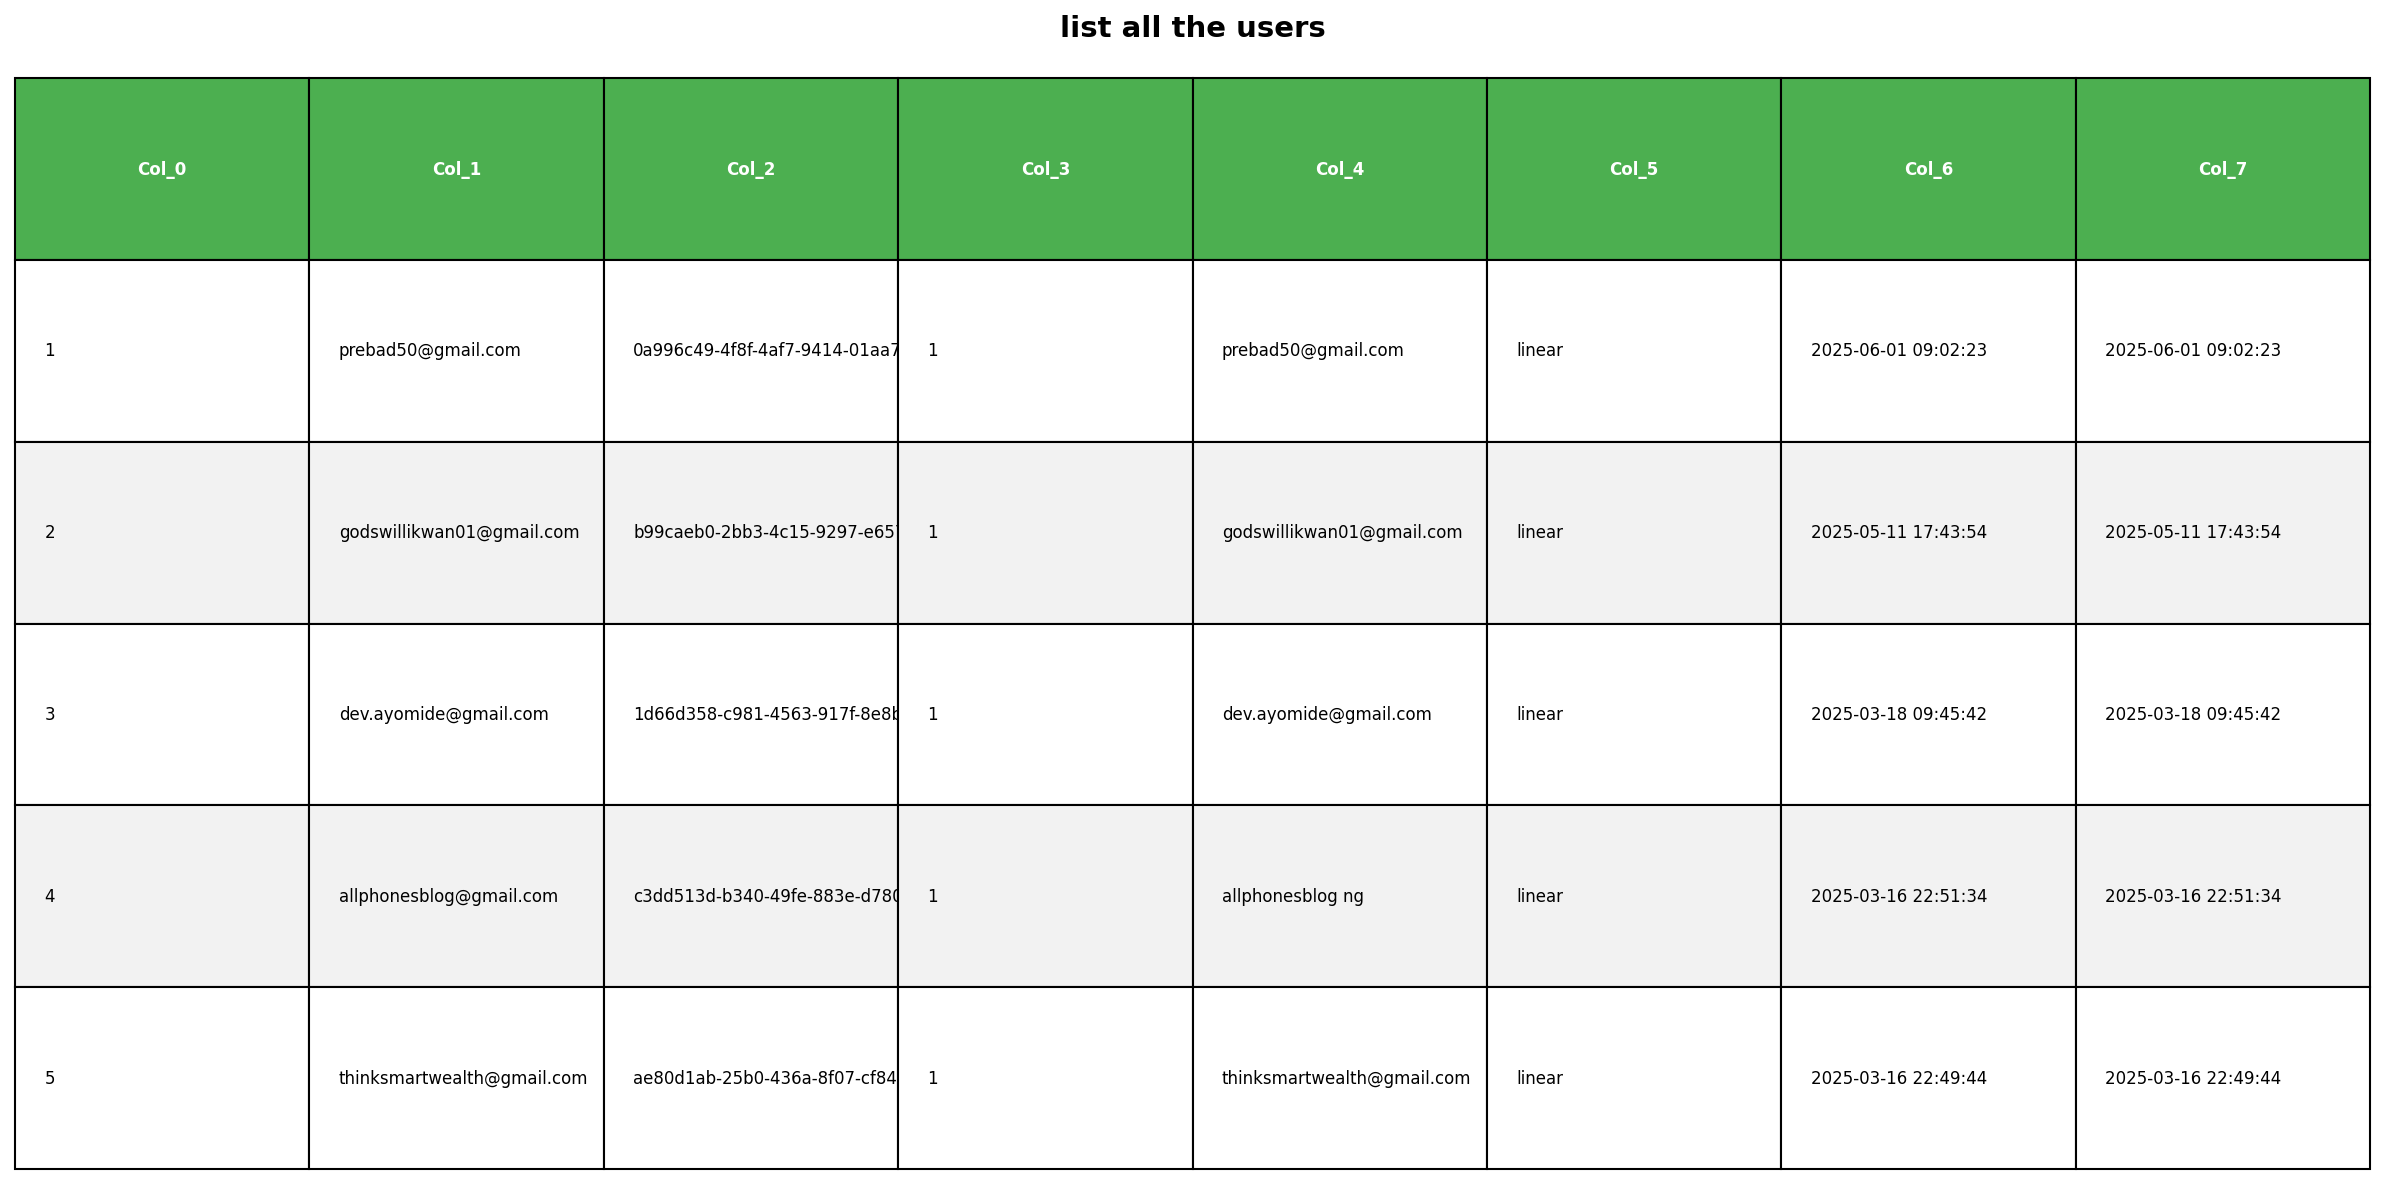 list all the users
Col_0 Col_1 Col_2 Col_3 Col_4 Col_5 Col_6 Col_7
1 prebad50@gmail.com 0a996c49-4f8f-4af7-9414-01aa7 1 prebad50@gmail.com linear 2025-06-01 09:02:23 2025-06-01 09:02:23
2 godswillikwan01@gmail.com b99caeb0-2bb3-4c15-9297-e657 1 godswillikwan01@gmail.com linear 2025-05-11 17:43:54 2025-05-11 17:43:54
3 dev.ayomide@gmail.com 1d66d358-c981-4563-917f-8e8b 1 dev.ayomide@gmail.com linear 2025-03-18 09:45:42 2025-03-18 09:45:42
4 allphonesblog@gmail.com c3dd513d-b340-49fe-883e-d780 1 allphonesblog ng linear 2025-03-16 22:51:34 2025-03-16 22:51:34
5 thinksmartwealth@gmail.com ae80d1ab-25b0-436a-8f07-cf84 1 thinksmartwealth@gmail.com linear 2025-03-16 22:49:44 2025-03-16 22:49:44